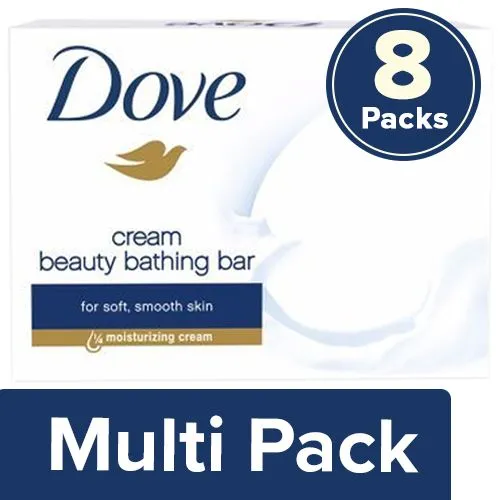 Dove
8
Packs
cream
beauty bathing bar
for soft, smooth skin
¼ moisturizing cream
Multi Pack